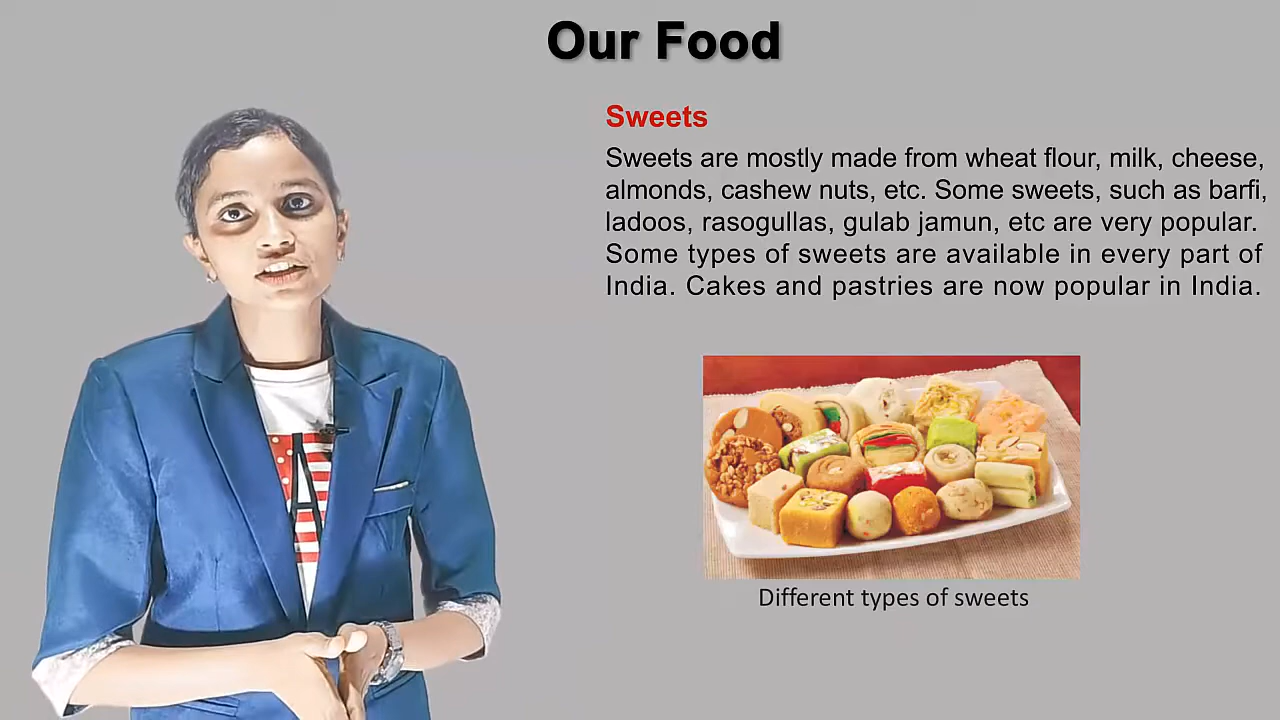 Our Food
Sweets
Sweets are mostly made from wheat flour, milk, cheese,
almonds, cashew nuts, etc. Some sweets, such as barfi,
ladoos, rasogullas, gulab jamun, etc are very popular.
Some types of sweets are available in every part of
India. Cakes and pastries are now popular in India.
A
Different types of sweets